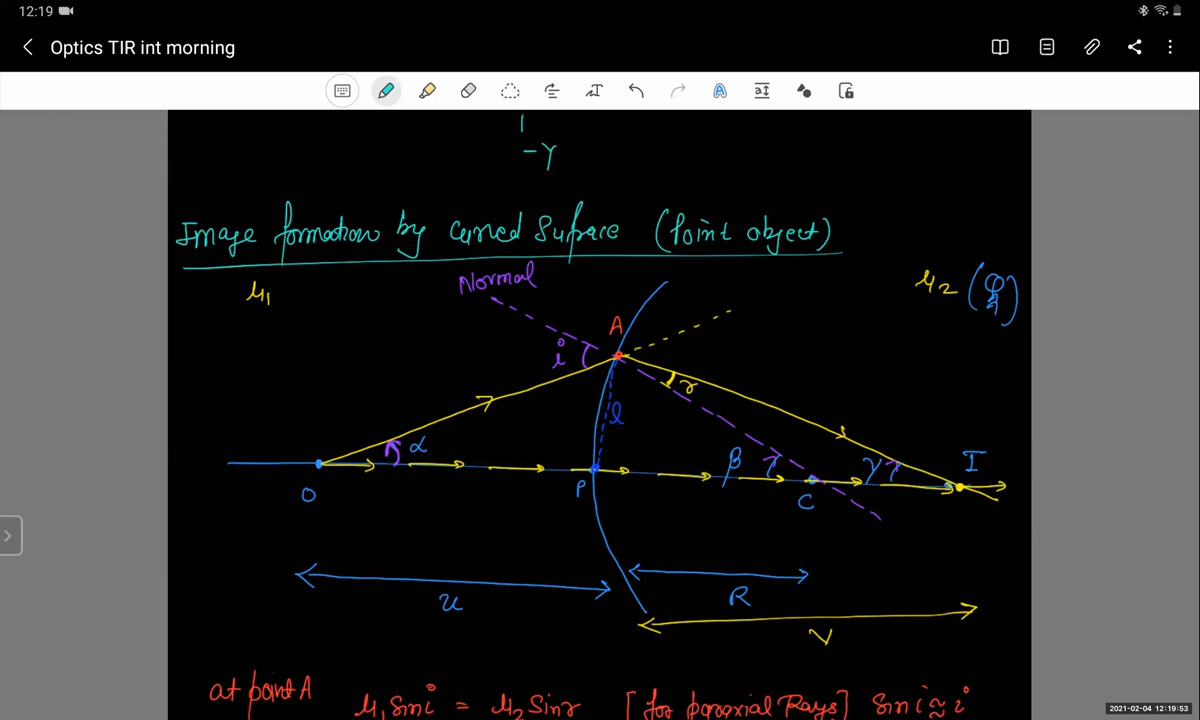 12:19
Optics TIR int morning
-Y
Image formation by Curved Surface (Point object)
Normal
μ1
μ2
A
i
r
l
α
β
γ
I
O
P
C
u
R
V
at point A μ1 Sin i = μ2 Sin r [for paraxial Rays] Sin i ≈ i
2021-02-04 12:19:53